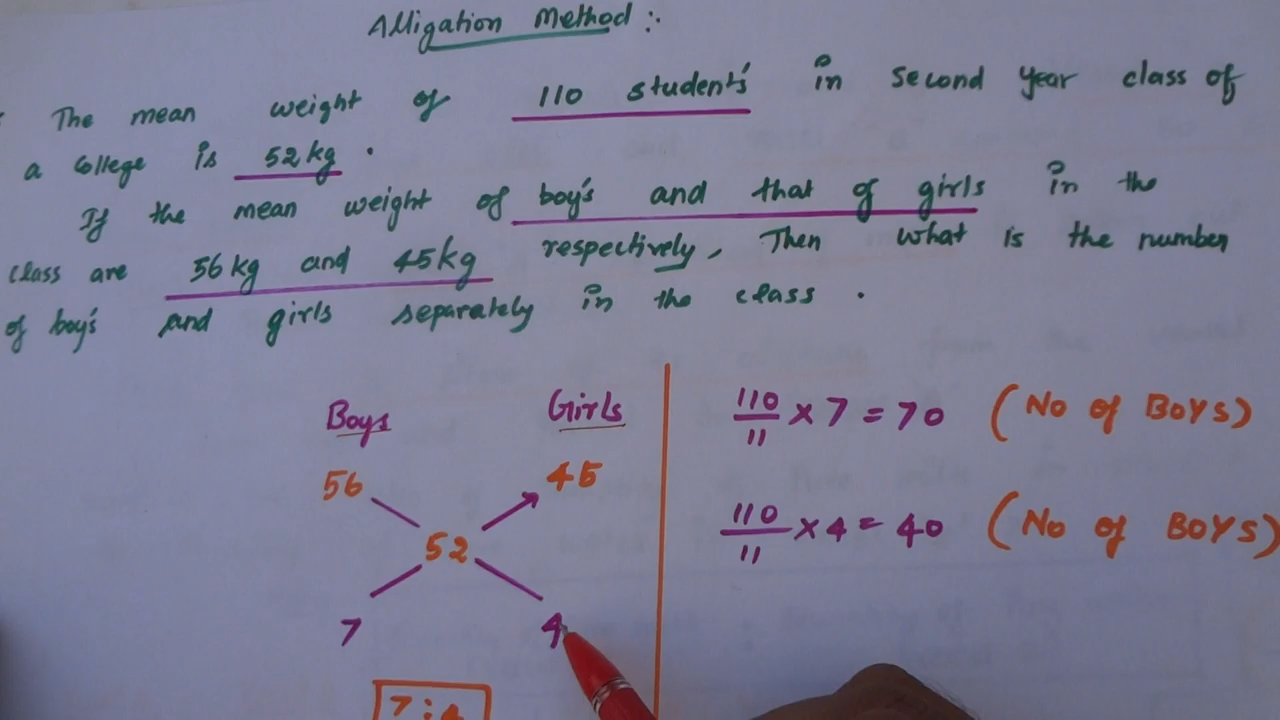 Alligation Method :-
The mean weight of 110 student's in second year class of
a college is 52 kg .
If the mean weight of boy's and that of girls in the
class are 56 kg and 45 kg respectively, Then what is the number
of boy's and girls separately in the class .
Boys Girls
56 45
52
7 4
7 : 4
110/11 × 7 = 70 (No of BOYS)
110/11 × 4 = 40 (No of BOYS)